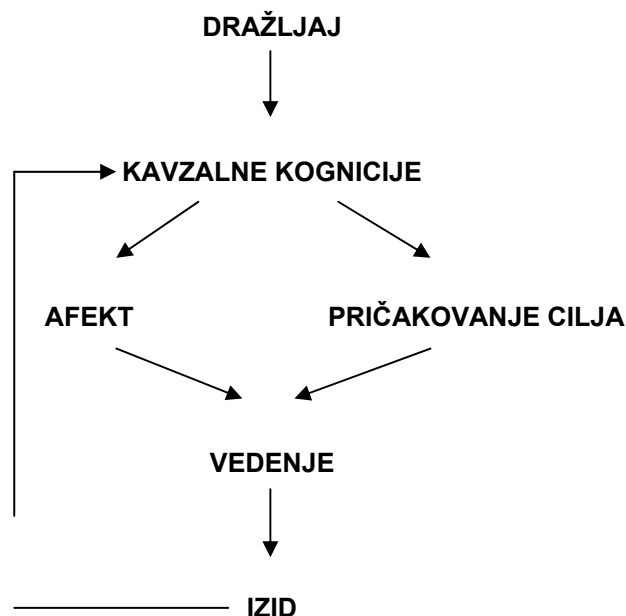 DRAŽLJAJ
KAVZALNE KOGNICIJE
AFEKT
PRIČAKOVANJE CILJA
VEDENJE
IZID